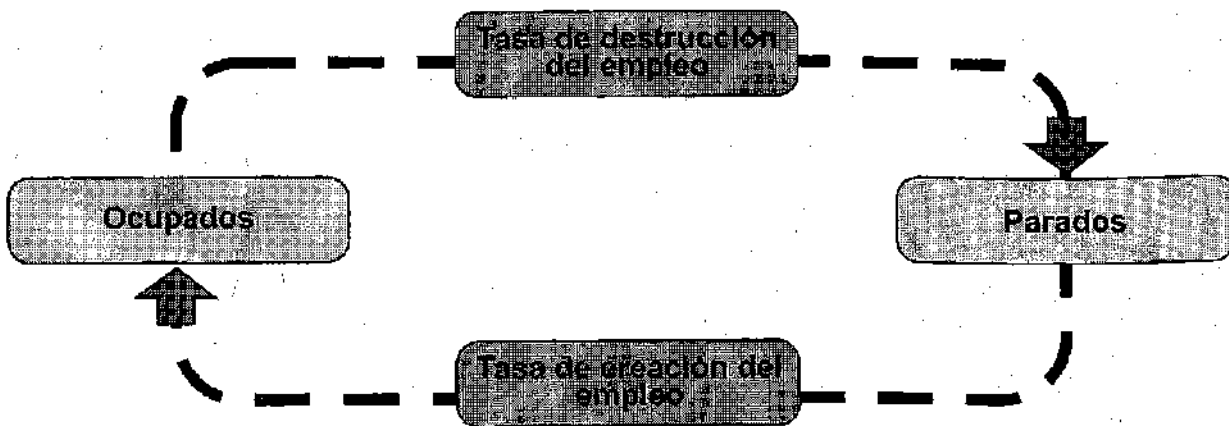 Tasa de destrucción
del empleo
Ocupados
Parados
Tasa de creación del
empleo